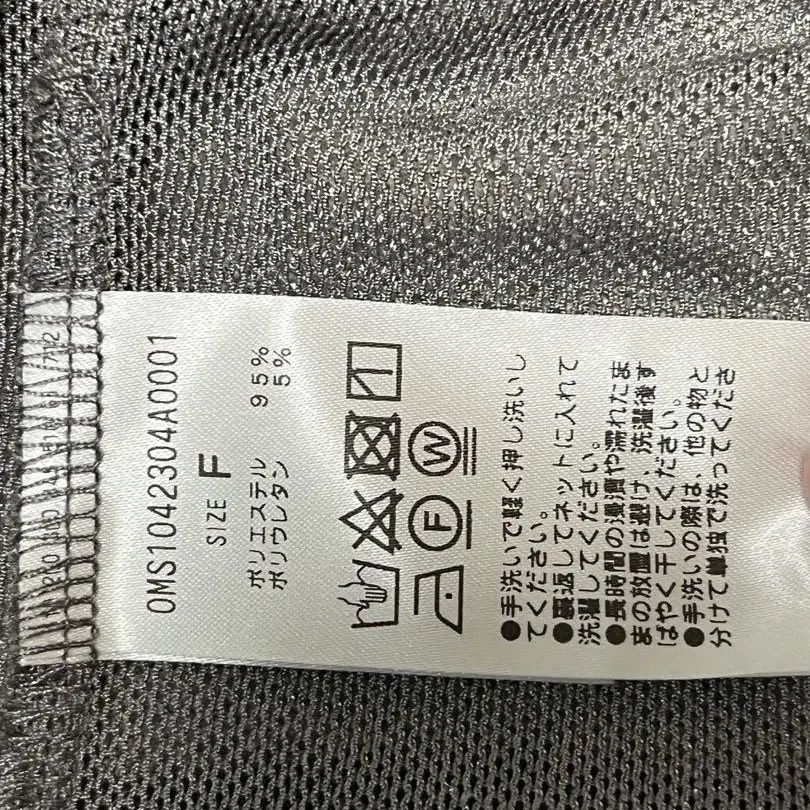 OMS1042304A0001
SIZE F
ポリエステル 95%
ポリウレタン 5%
W
F
●手洗いで軽く押し洗いし
てください。
●裏返してネットに入れて
洗濯してください。
●長時間の浸漬や濡れたま
まの放置は避け、洗濯後す
ばやく干してください。
●手洗いの際は、他の物と
分けて単独で洗ってくださ